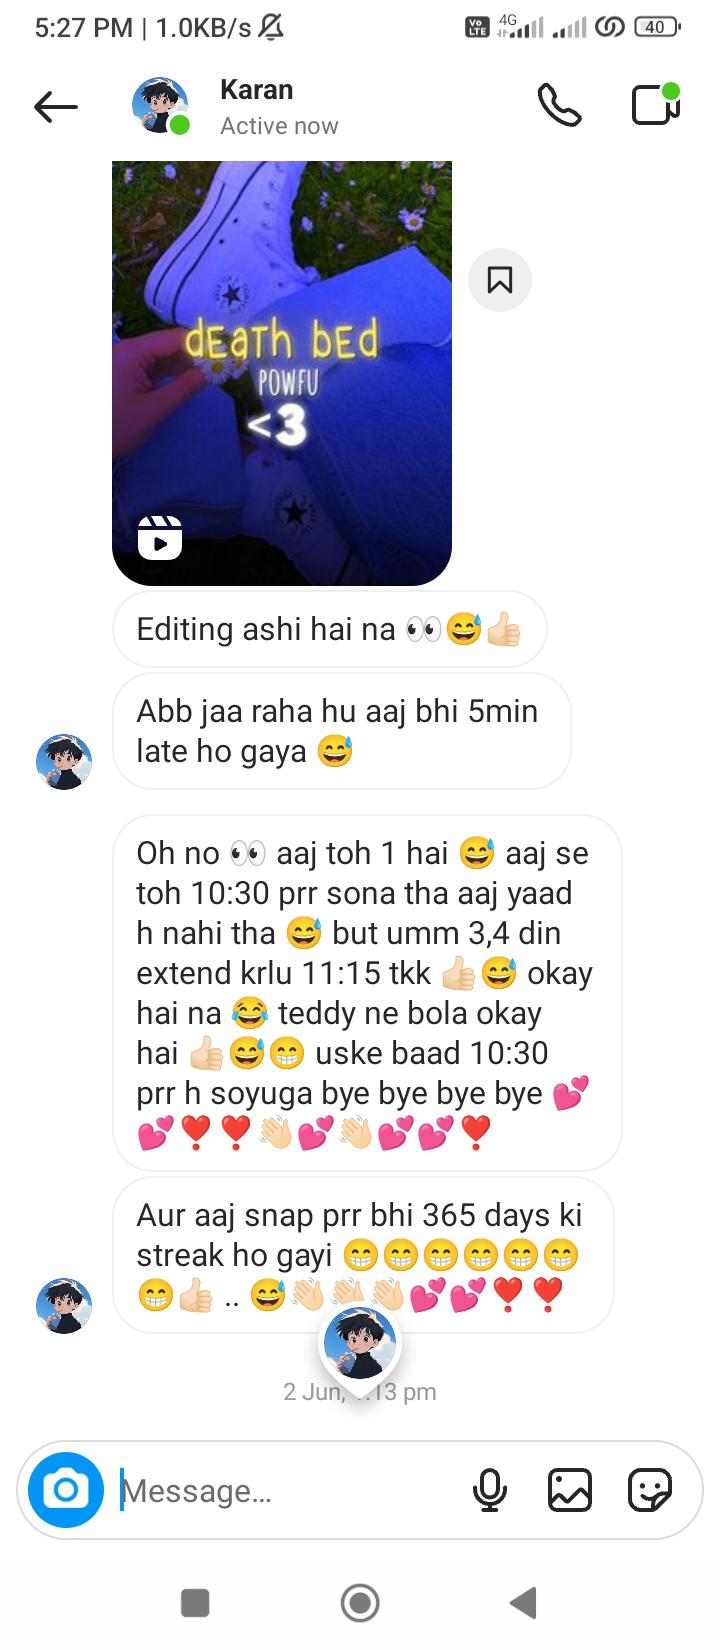 5:27 PM | 1.0KB/s
Vo LTE 4G 40
Karan
Active now
dEaTh bEd
POWFU
<3
Editing ashi hai na 👀😅👍🏻
Abb jaa raha hu aaj bhi 5min
late ho gaya 😅
Oh no 👀 aaj toh 1 hai 😅 aaj se
toh 10:30 prr sona tha aaj yaad
h nahi tha 😅 but umm 3,4 din
extend krlu 11:15 tkk 👍🏻😅 okay
hai na 😂 teddy ne bola okay
hai 👍🏻😅😁 uske baad 10:30
prr h soyuga bye bye bye bye 💕
💕❣️❣️👋🏻💕👋🏻💕💕❣️
Aur aaj snap prr bhi 365 days ki
streak ho gayi 😁😁😁😁😁😁
😁👍🏻 .. 😅👋🏻👋🏻👋🏻💕💕❣️❣️
2 Jun, 13 pm
Message...